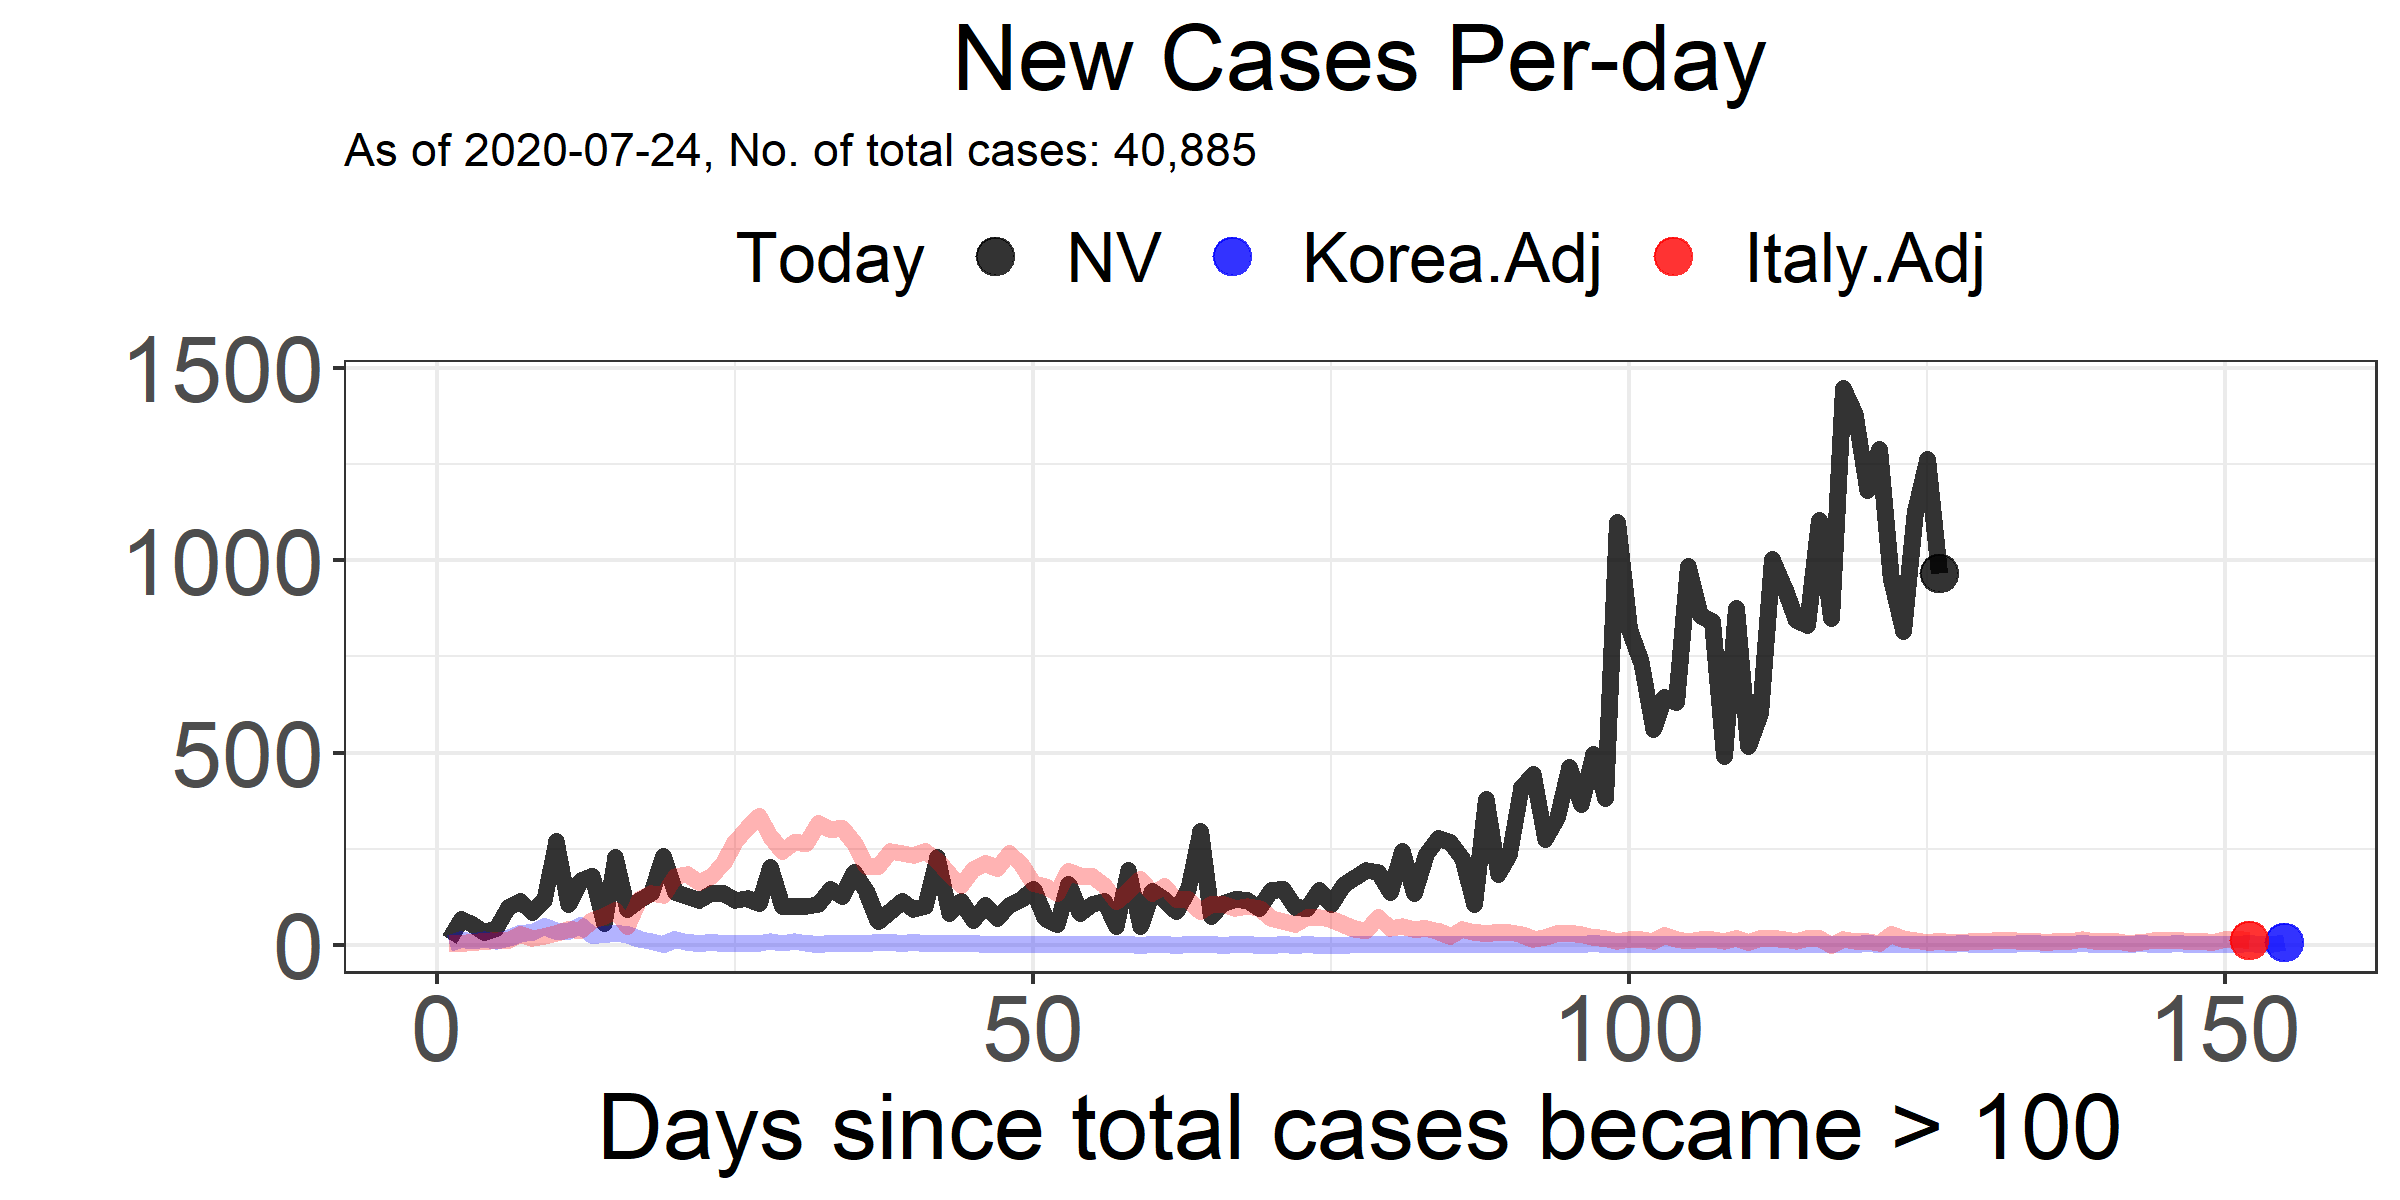 New Cases Per-day
As of 2020-07-24, No. of total cases: 40,885
Today NV Korea.Adj Italy.Adj
1500
1000
500
0
0 50 100 150
Days since total cases became > 100